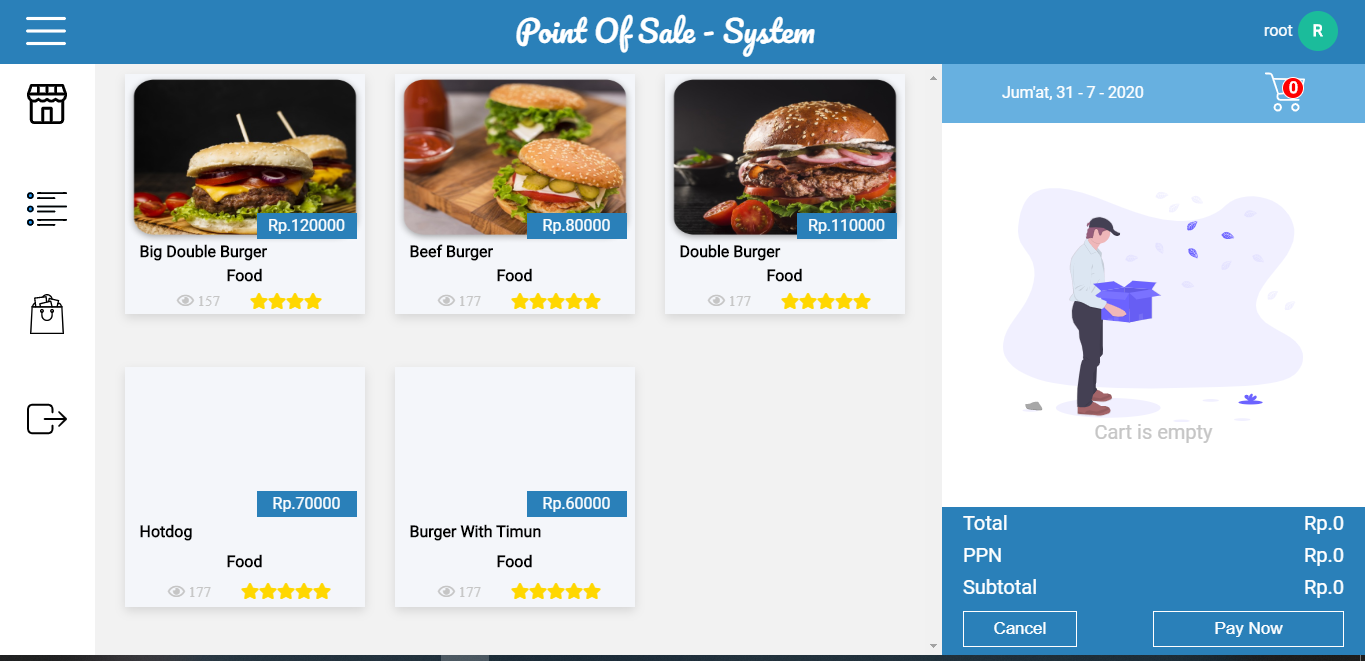 Point Of Sale - System
root R
Jum'at, 31 - 7 - 2020
0
Rp.120000
Big Double Burger
Food
157
Rp.80000
Beef Burger
Food
177
Rp.110000
Double Burger
Food
177
Rp.70000
Hotdog
Food
177
Rp.60000
Burger With Timun
Food
177
Cart is empty
Total Rp.0
PPN Rp.0
Subtotal Rp.0
Cancel Pay Now